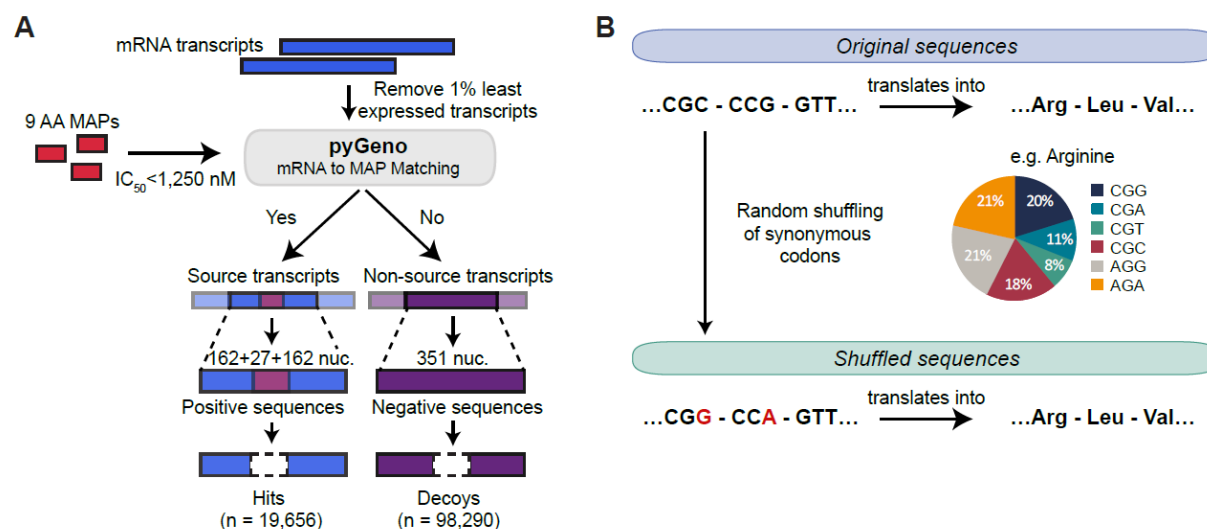 A
mRNA transcripts
Remove 1% least
expressed transcripts
9 AA MAPs
IC50<1,250 nM
pyGeno
mRNA to MAP Matching
Yes
No
Source transcripts
Non-source transcripts
162+27+162 nuc.
351 nuc.
Positive sequences
Negative sequences
Hits
(n = 19,656)
Decoys
(n = 98,290)
B
Original sequences
...CGC - CCG - GTT...
translates into
...Arg - Leu - Val...
Random shuffling
of synonymous
codons
e.g. Arginine
21%
20%
11%
8%
18%
21%
CGG
CGA
CGT
CGC
AGG
AGA
Shuffled sequences
...CGG - CCA - GTT...
translates into
...Arg - Leu - Val...